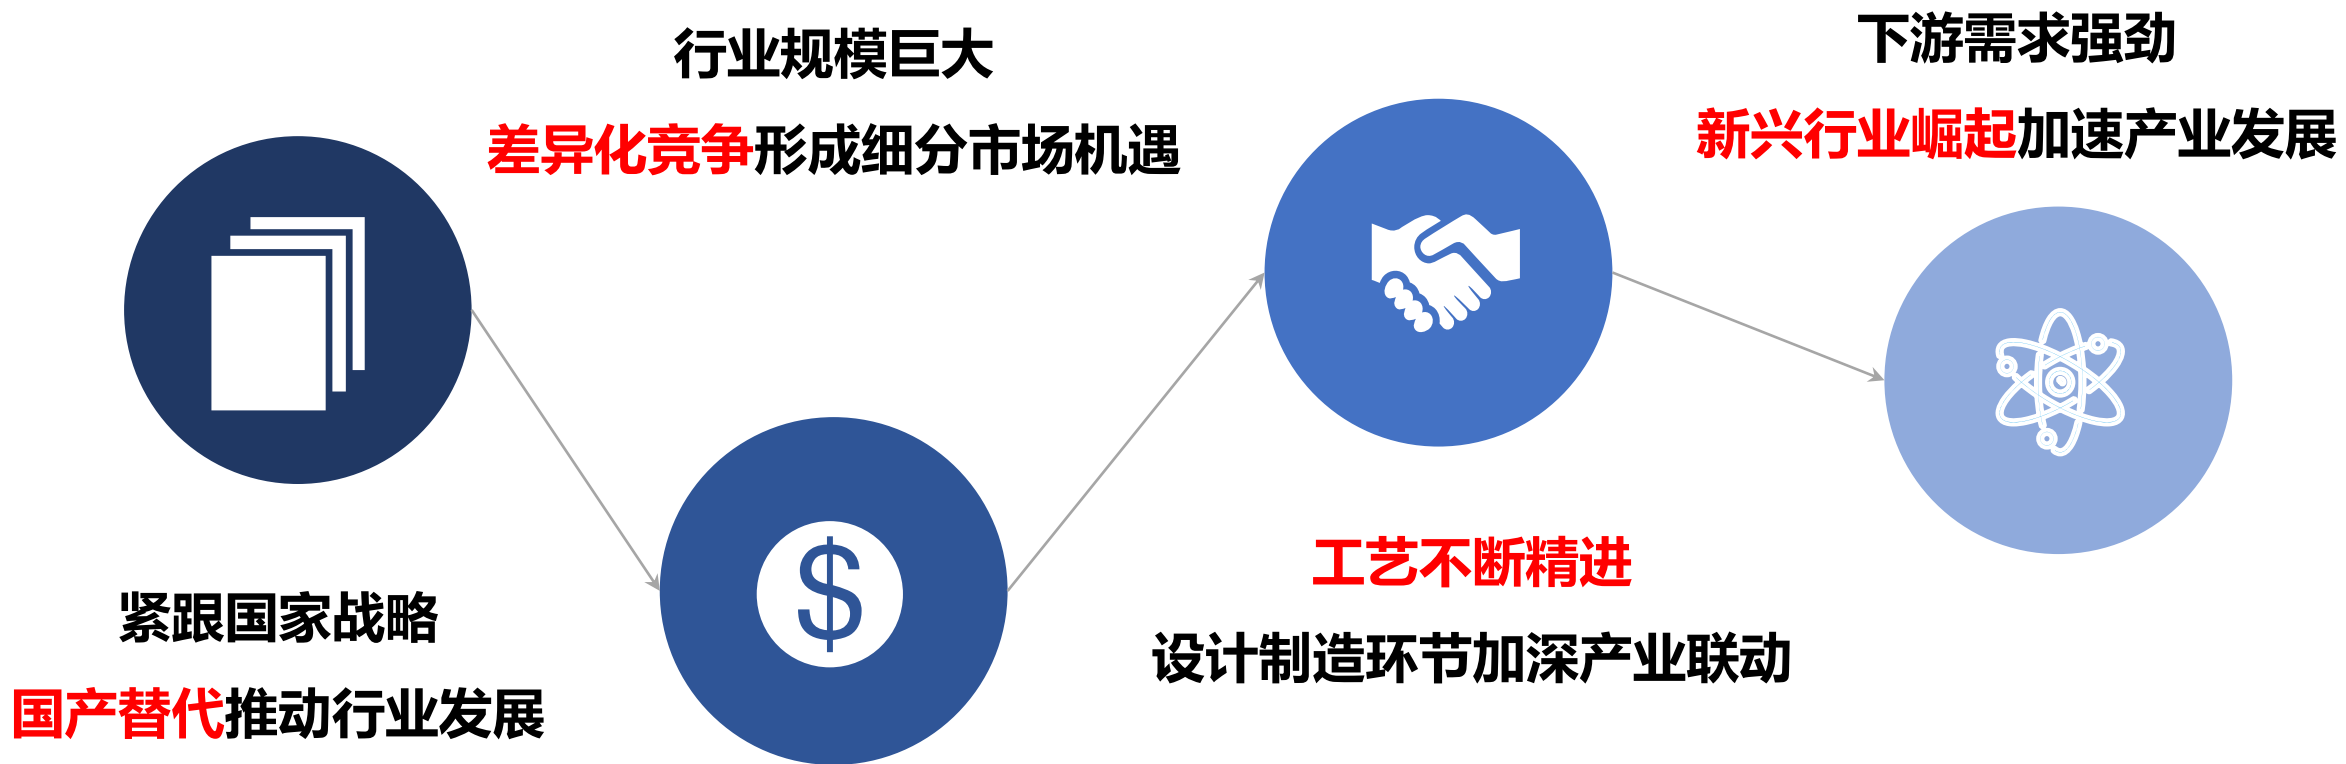 紧跟国家战略
国产替代推动行业发展
行业规模巨大
差异化竞争形成细分市场机遇
$
工艺不断精进
设计制造环节加深产业联动
下游需求强劲
新兴行业崛起加速产业发展